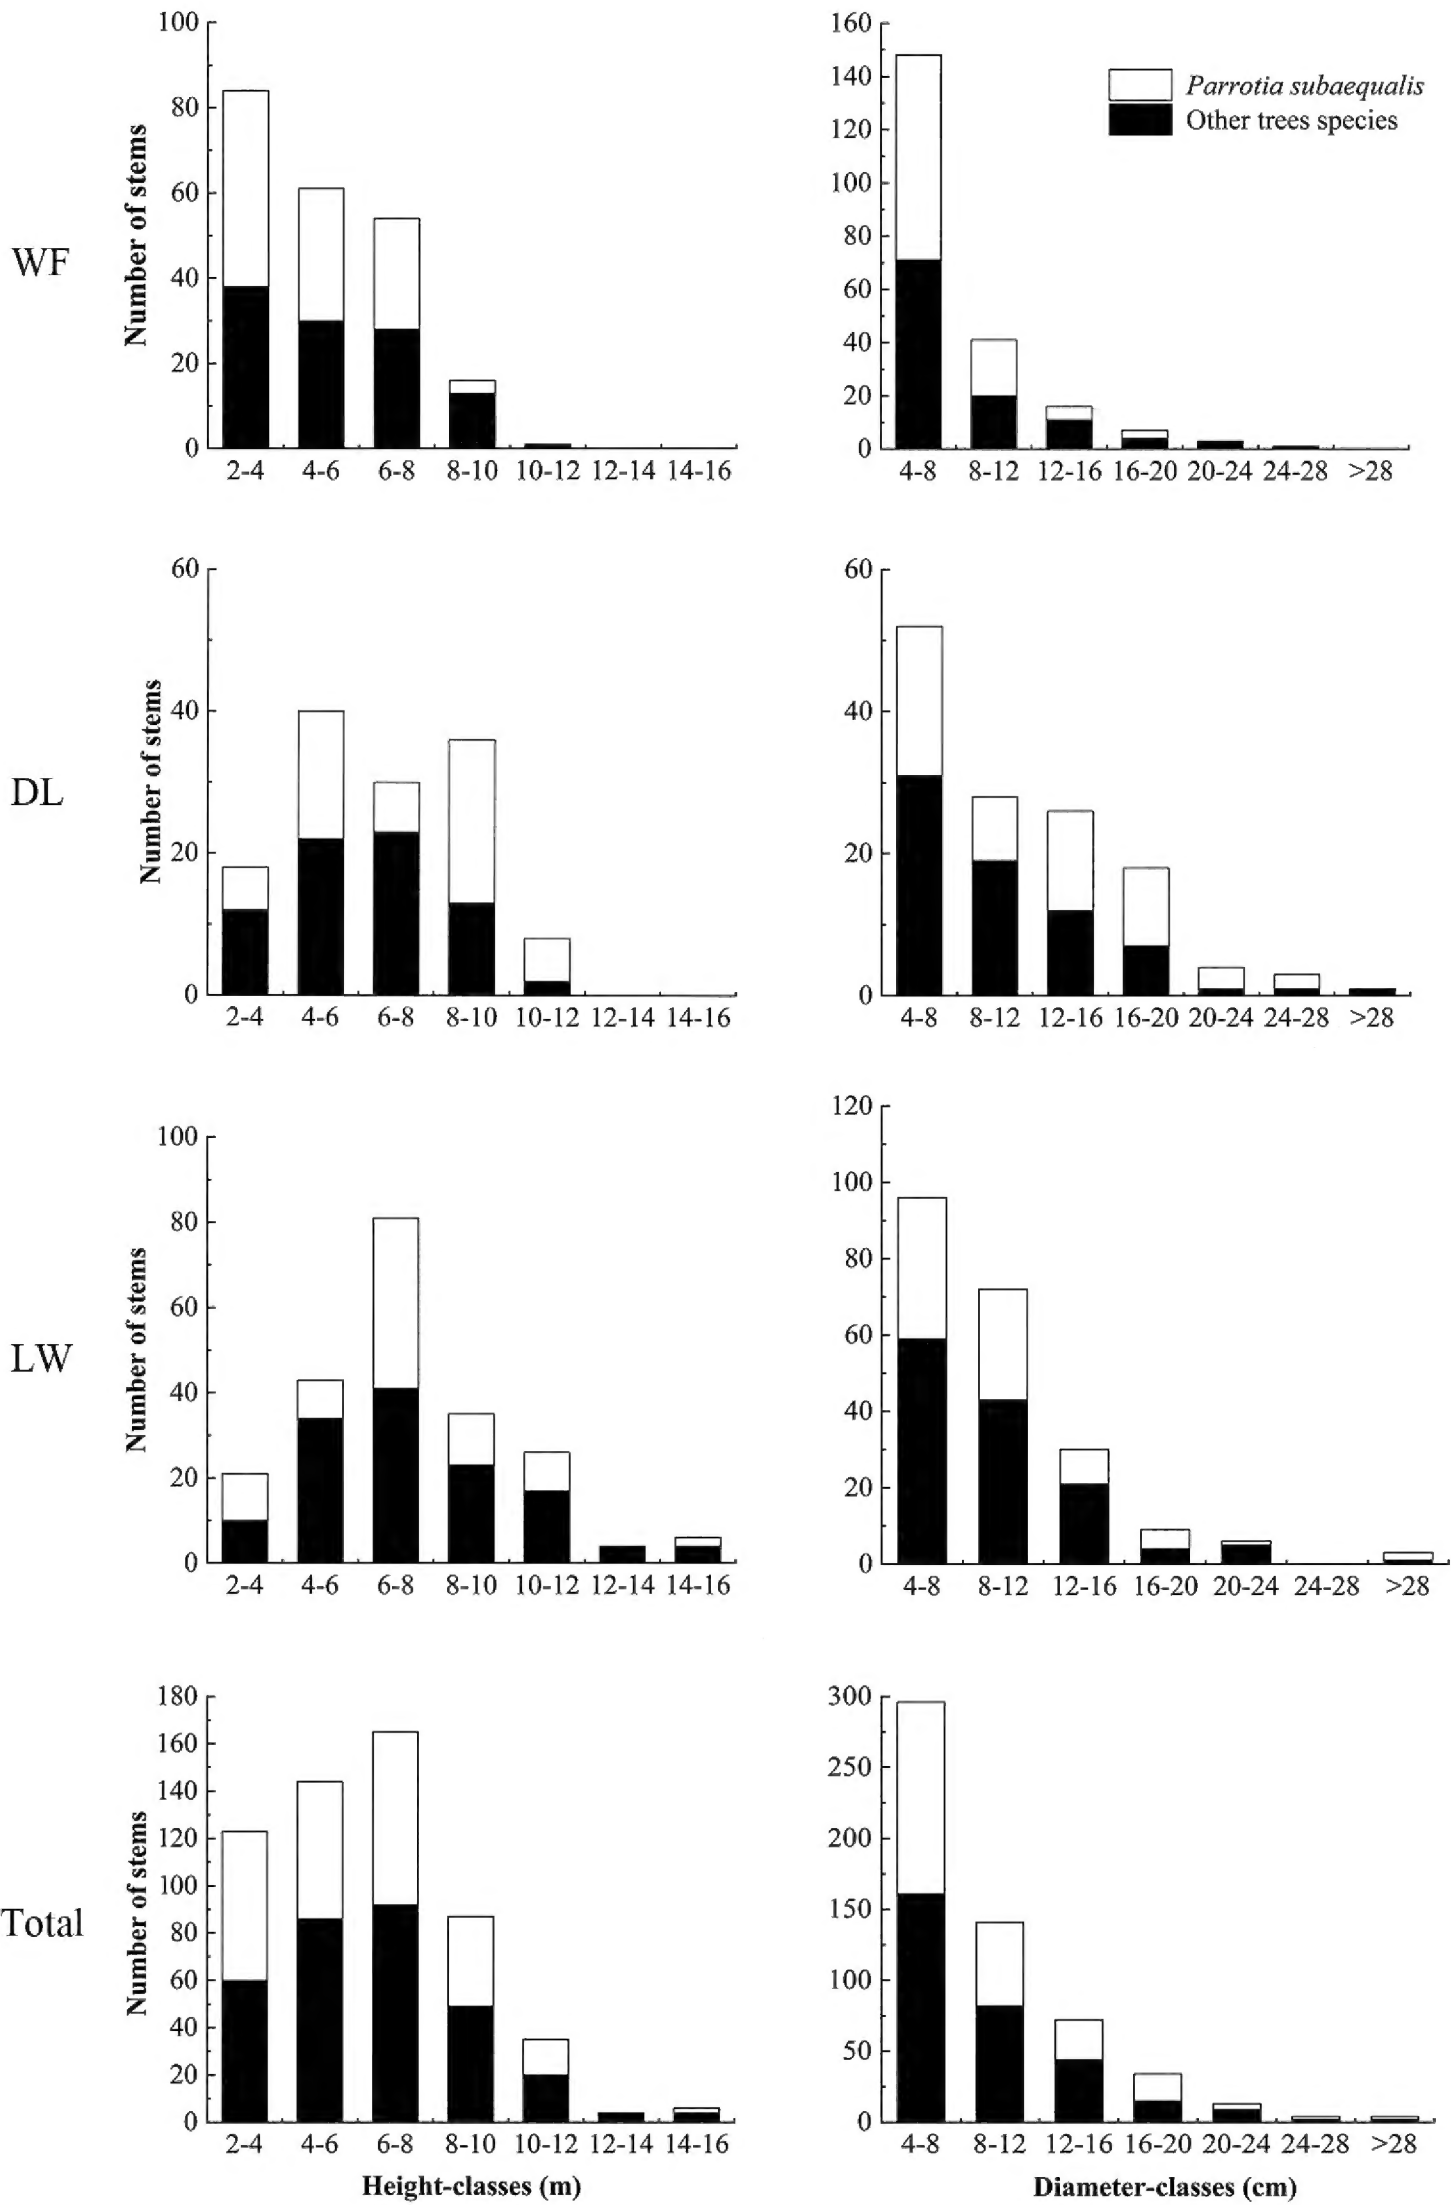 WF
Number of stems
100
80
60
40
20
0
2-4 4-6 6-8 8-10 10-12 12-14 14-16
160
140
120
100
80
60
40
20
0
4-8 8-12 12-16 16-20 20-24 24-28 >28
Parrotia subaequalis
Other trees species
DL
Number of stems
60
40
20
0
2-4 4-6 6-8 8-10 10-12 12-14 14-16
60
40
20
0
4-8 8-12 12-16 16-20 20-24 24-28 >28
LW
Number of stems
100
80
60
40
20
0
2-4 4-6 6-8 8-10 10-12 12-14 14-16
120
100
80
60
40
20
0
4-8 8-12 12-16 16-20 20-24 24-28 >28
Total
Number of stems
180
160
140
120
100
80
60
40
20
0
2-4 4-6 6-8 8-10 10-12 12-14 14-16
Height-classes (m)
300
250
200
150
100
50
0
4-8 8-12 12-16 16-20 20-24 24-28 >28
Diameter-classes (cm)